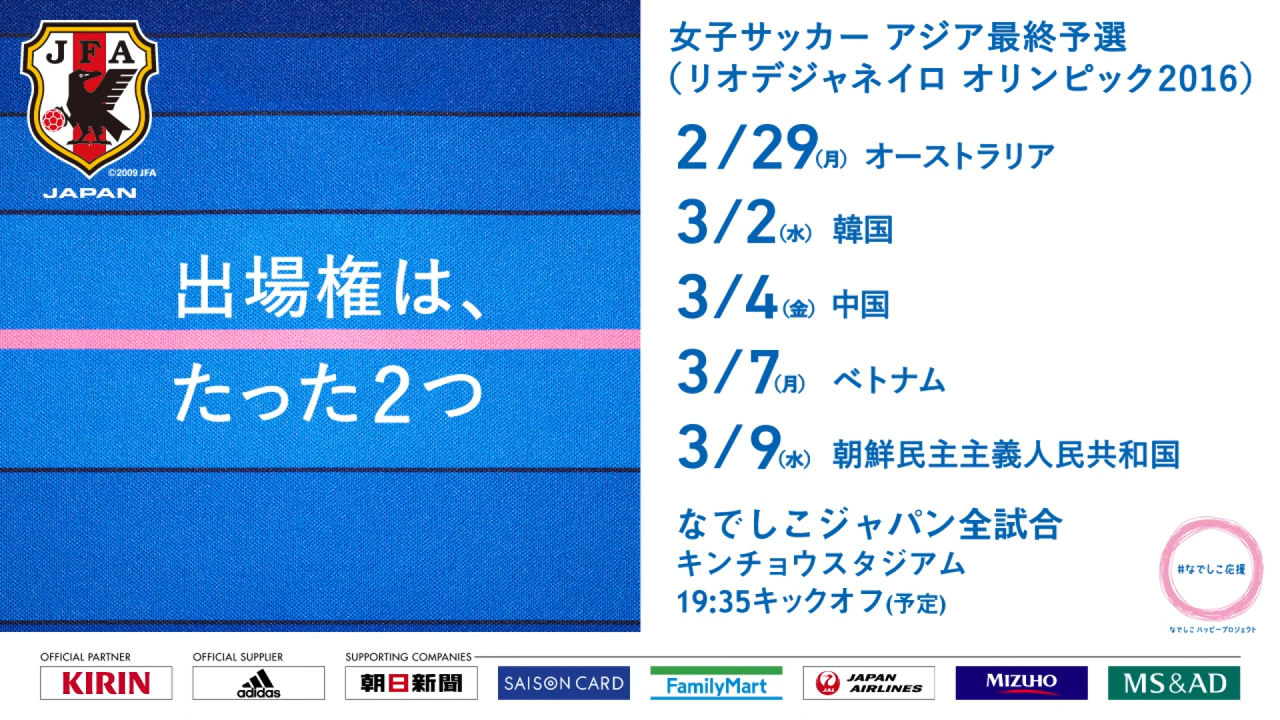 JFA
©2009 JFA
JAPAN
出場権は、
たった2つ
女子サッカー アジア最終予選
（リオデジャネイロ オリンピック2016）
2/29(月) オーストラリア
3/2(水) 韓国
3/4(金) 中国
3/7(月) ベトナム
3/9(水) 朝鮮民主主義人民共和国
なでしこジャパン全試合
キンチョウスタジアム
19:35キックオフ(予定)
#なでしこ応援
なでしこ ハッピープロジェクト
OFFICIAL PARTNER
KIRIN
OFFICIAL SUPPLIER
adidas
SUPPORTING COMPANIES
朝日新聞
SAISON CARD
FamilyMart
JAL
JAPAN
AIRLINES
MIZUHO
MS&AD